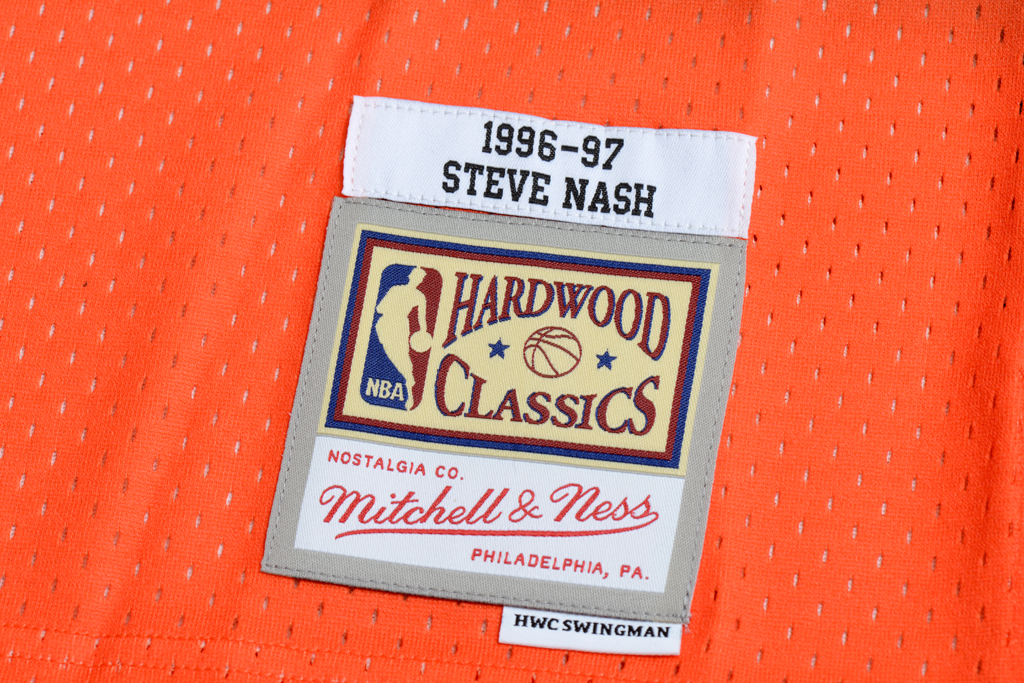 1996-97
STEVE NASH
HARDWOOD
CLASSICS
NBA
NOSTALGIA CO.
Mitchell & Ness
PHILADELPHIA, PA.
HWC SWINGMAN